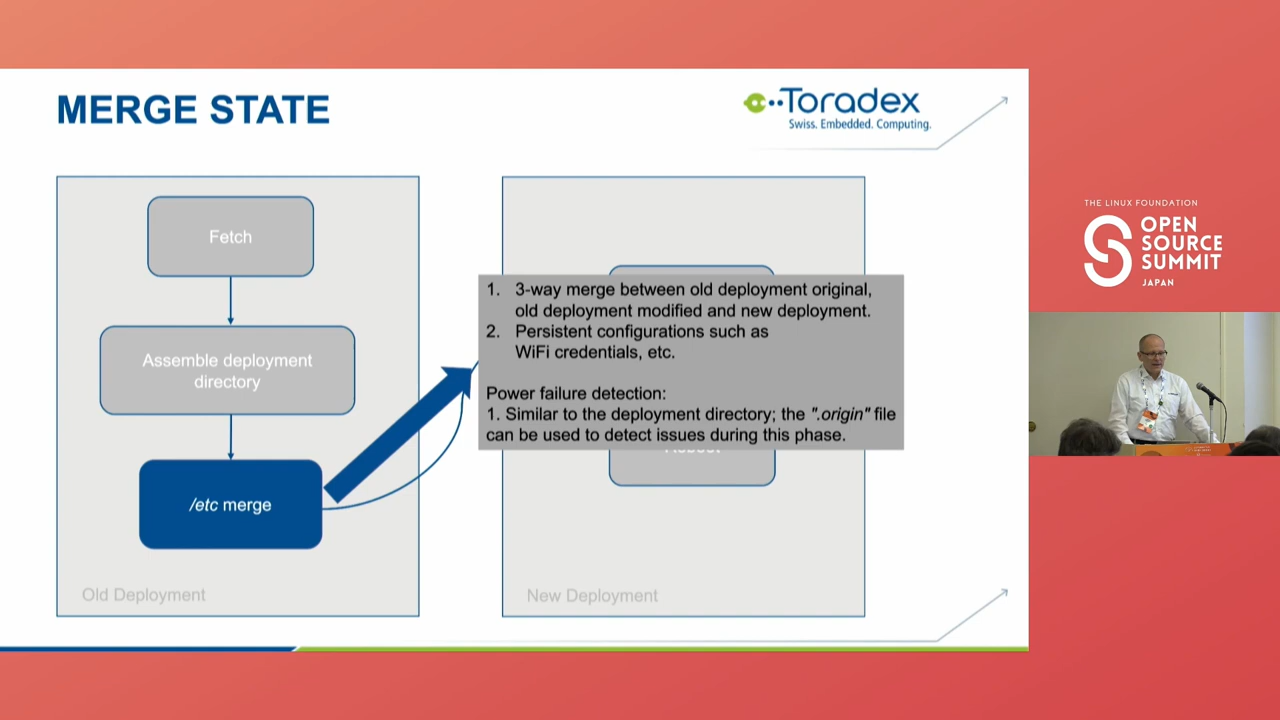 MERGE STATE
Toradex
Swiss. Embedded. Computing.
Fetch
Assemble deployment
directory
/etc merge
Old Deployment
1. 3-way merge between old deployment original,
old deployment modified and new deployment.
2. Persistent configurations such as
WiFi credentials, etc.
Power failure detection:
1. Similar to the deployment directory; the ".origin" file
can be used to detect issues during this phase.
New Deployment
THE LINUX FOUNDATION
OPEN
SOURCE
SUMMIT
JAPAN